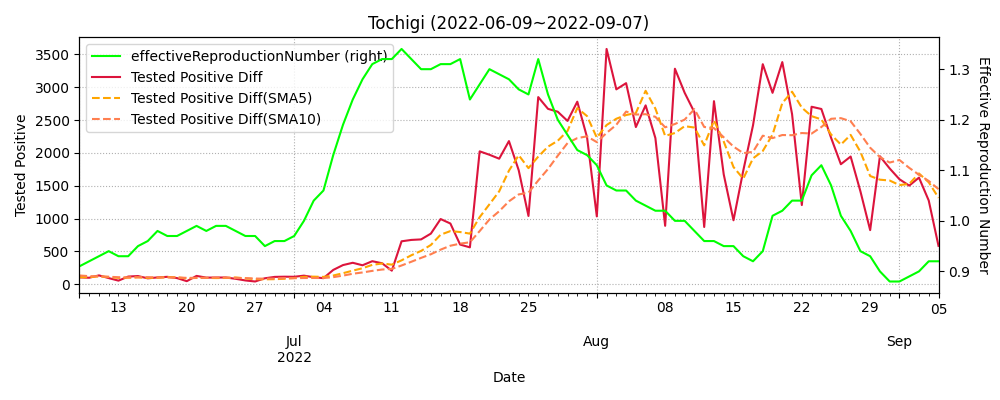 Tochigi (2022-06-09~2022-09-07)
effectiveReproductionNumber (right)
Tested Positive Diff
Tested Positive Diff(SMA5)
Tested Positive Diff(SMA10)
Tested Positive
3500
3000
2500
2000
1500
1000
500
0
1.3
1.2
1.1
1.0
0.9
Effective Reproduction Number
13 20 27 04 11 18 25 08 15 22 29 05
Jul Aug Sep
2022
Date